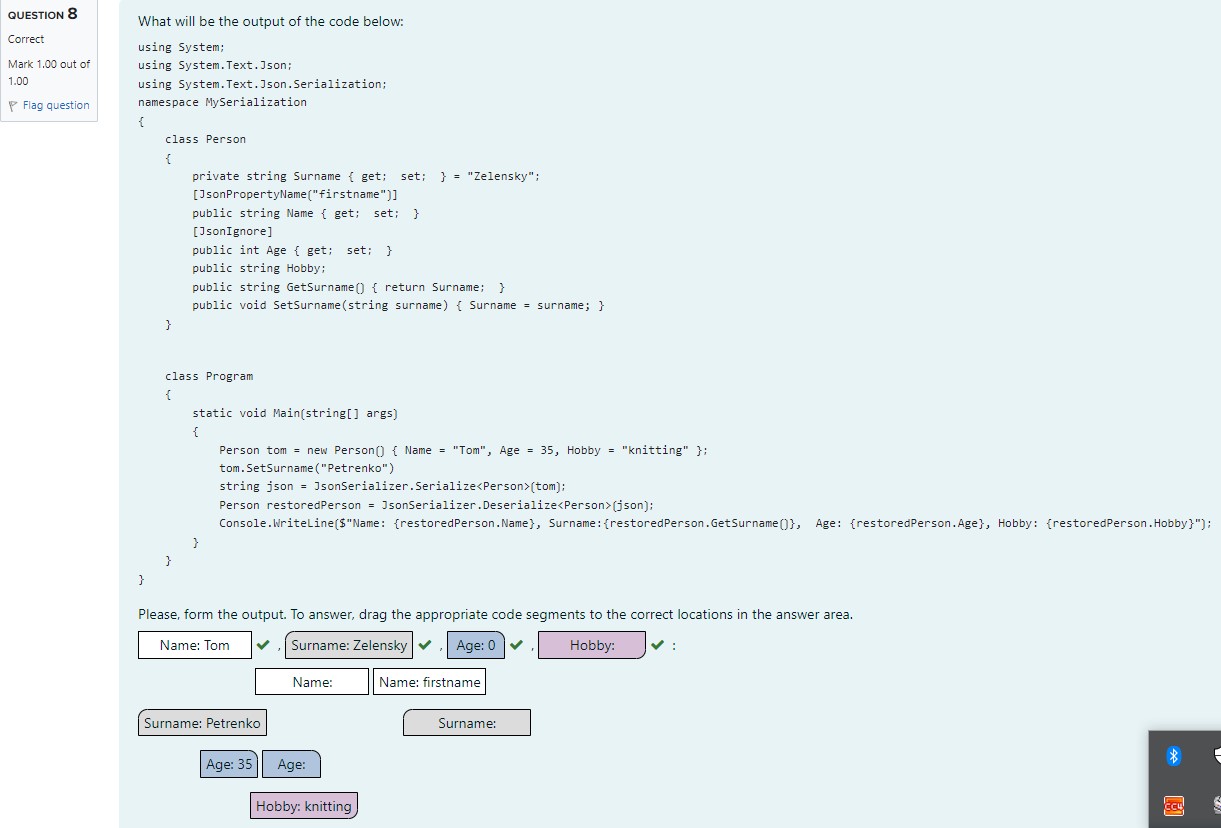 QUESTION 8
Correct
Mark 1.00 out of
1.00
Flag question
What will be the output of the code below:
using System;
using System.Text.Json;
using System.Text.Json.Serialization;
namespace MySerialization
{
class Person
{
private string Surname { get; set; } = "Zelensky";
[JsonPropertyName("firstname")]
public string Name { get; set; }
[JsonIgnore]
public int Age { get; set; }
public string Hobby;
public string GetSurname() { return Surname; }
public void SetSurname(string surname) { Surname = surname; }
}
class Program
{
static void Main(string[] args)
{
Person tom = new Person() { Name = "Tom", Age = 35, Hobby = "knitting" };
tom.SetSurname("Petrenko")
string json = JsonSerializer.Serialize<Person>(tom);
Person restoredPerson = JsonSerializer.Deserialize<Person>(json);
Console.WriteLine($"Name: {restoredPerson.Name}, Surname:{restoredPerson.GetSurname()}, Age: {restoredPerson.Age}, Hobby: {restoredPerson.Hobby}");
}
}
}
Please, form the output. To answer, drag the appropriate code segments to the correct locations in the answer area.
Name: Tom , Surname: Zelensky , Age: 0 , Hobby: :
Name: Name: firstname
Surname: Petrenko Surname:
Age: 35 Age:
Hobby: knitting